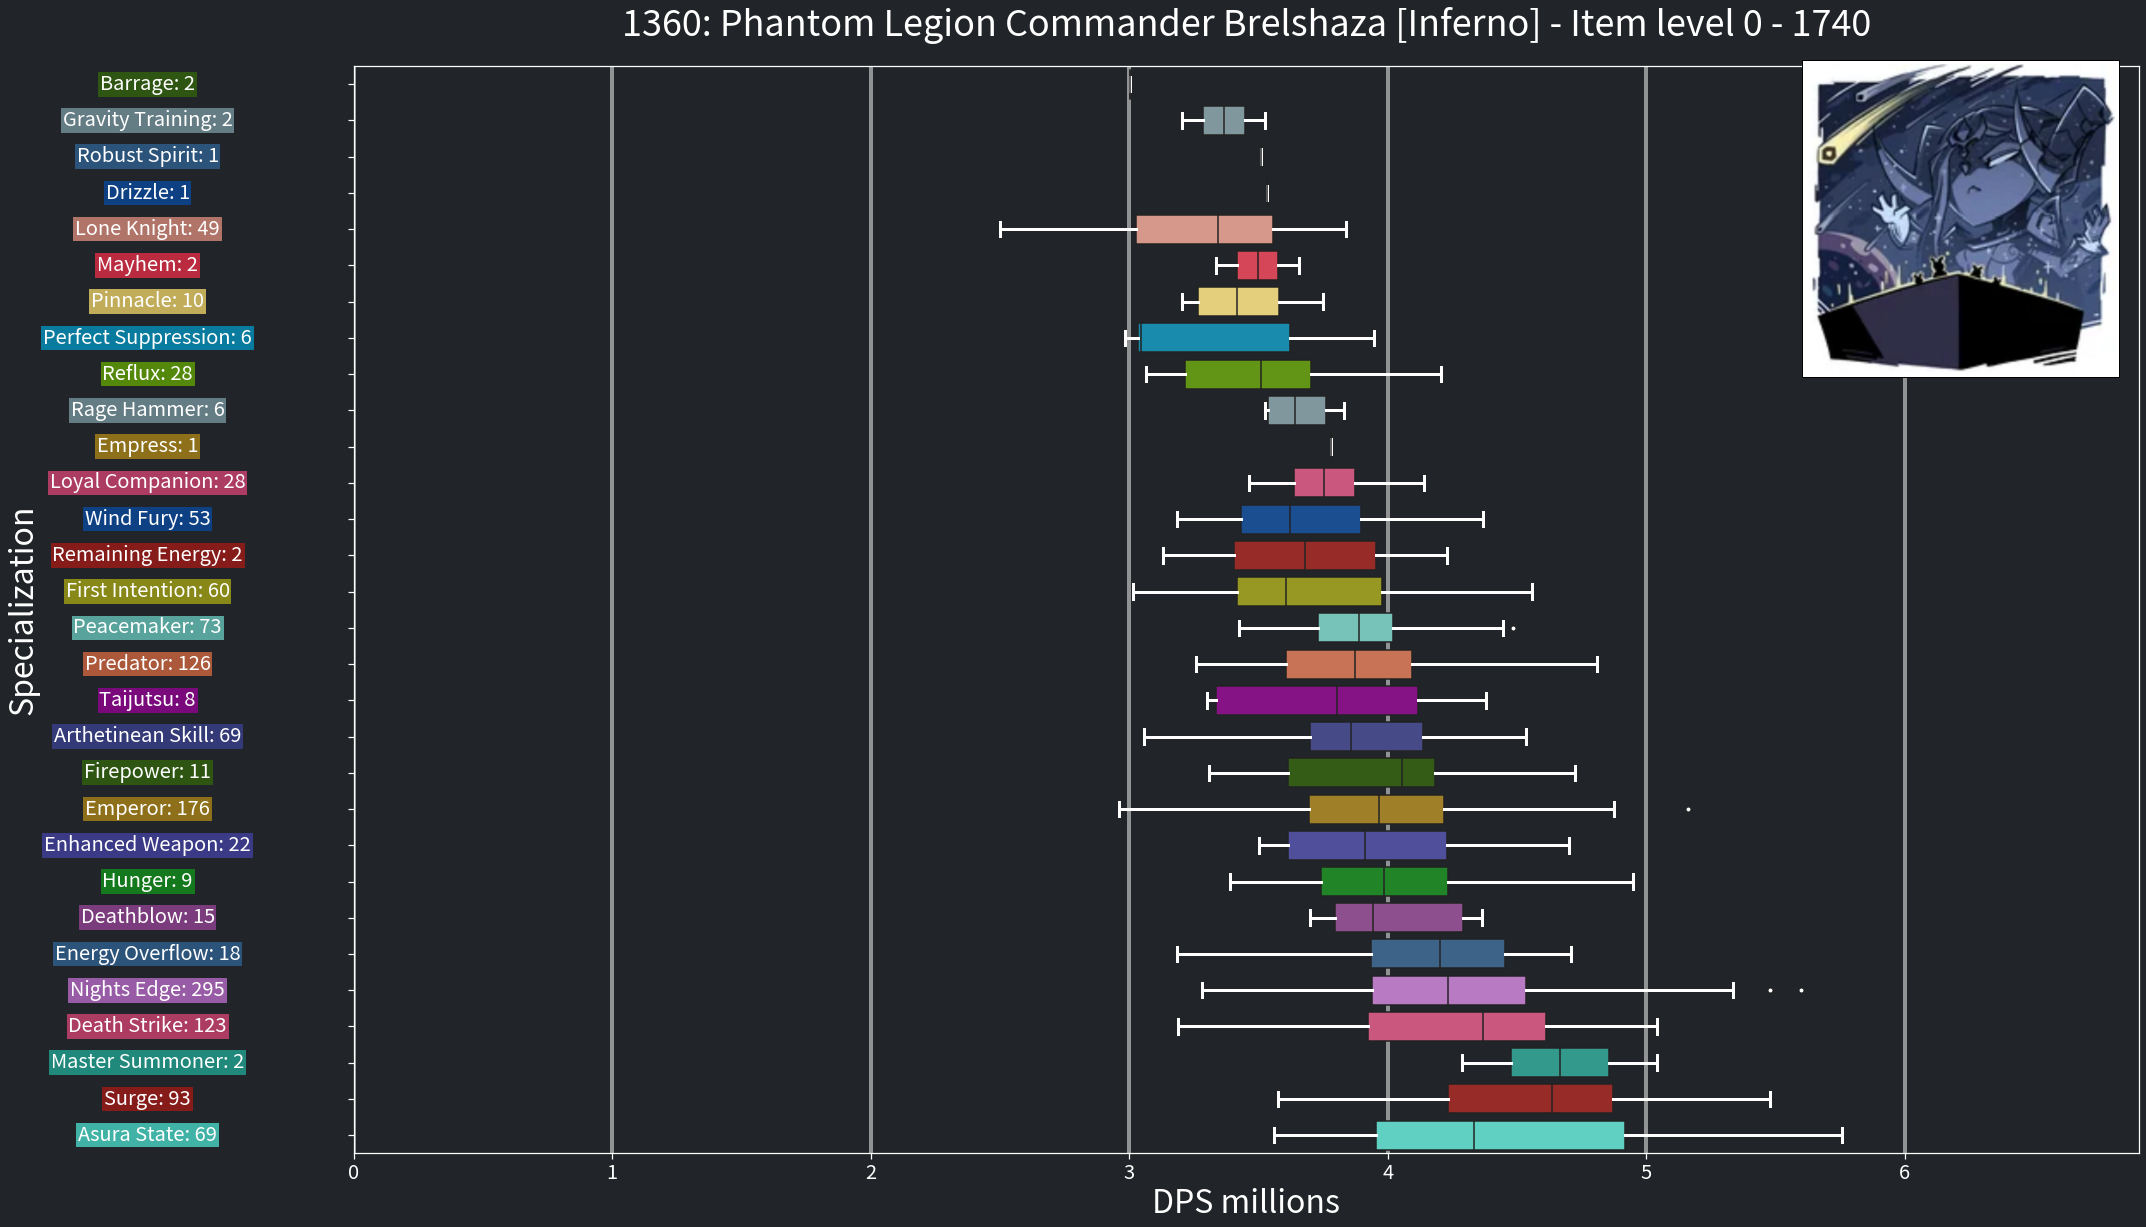 1360: Phantom Legion Commander Brelshaza [Inferno] - Item level 0 - 1740
Specialization
Barrage: 2
Gravity Training: 2
Robust Spirit: 1
Drizzle: 1
Lone Knight: 49
Mayhem: 2
Pinnacle: 10
Perfect Suppression: 6
Reflux: 28
Rage Hammer: 6
Empress: 1
Loyal Companion: 28
Wind Fury: 53
Remaining Energy: 2
First Intention: 60
Peacemaker: 73
Predator: 126
Taijutsu: 8
Arthetinean Skill: 69
Firepower: 11
Emperor: 176
Enhanced Weapon: 22
Hunger: 9
Deathblow: 15
Energy Overflow: 18
Nights Edge: 295
Death Strike: 123
Master Summoner: 2
Surge: 93
Asura State: 69
0 1 2 3 4 5 6
DPS millions